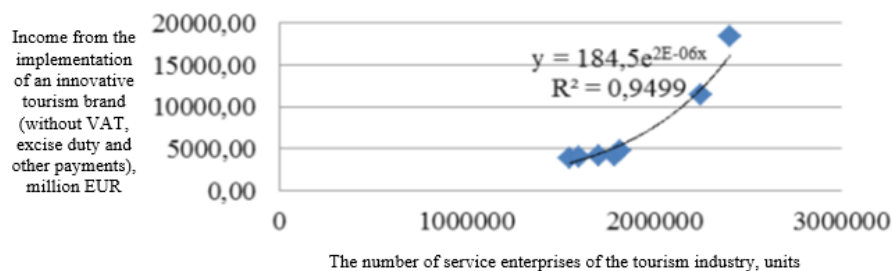 Income from the
implementation
of an innovative
tourism brand
(without VAT,
excise duty and
other payments),
million EUR
20000,00
15000,00
10000,00
5000,00
0,00
y = 184,5e^2E-06x
R² = 0,9499
0 1000000 2000000 3000000
The number of service enterprises of the tourism industry, units